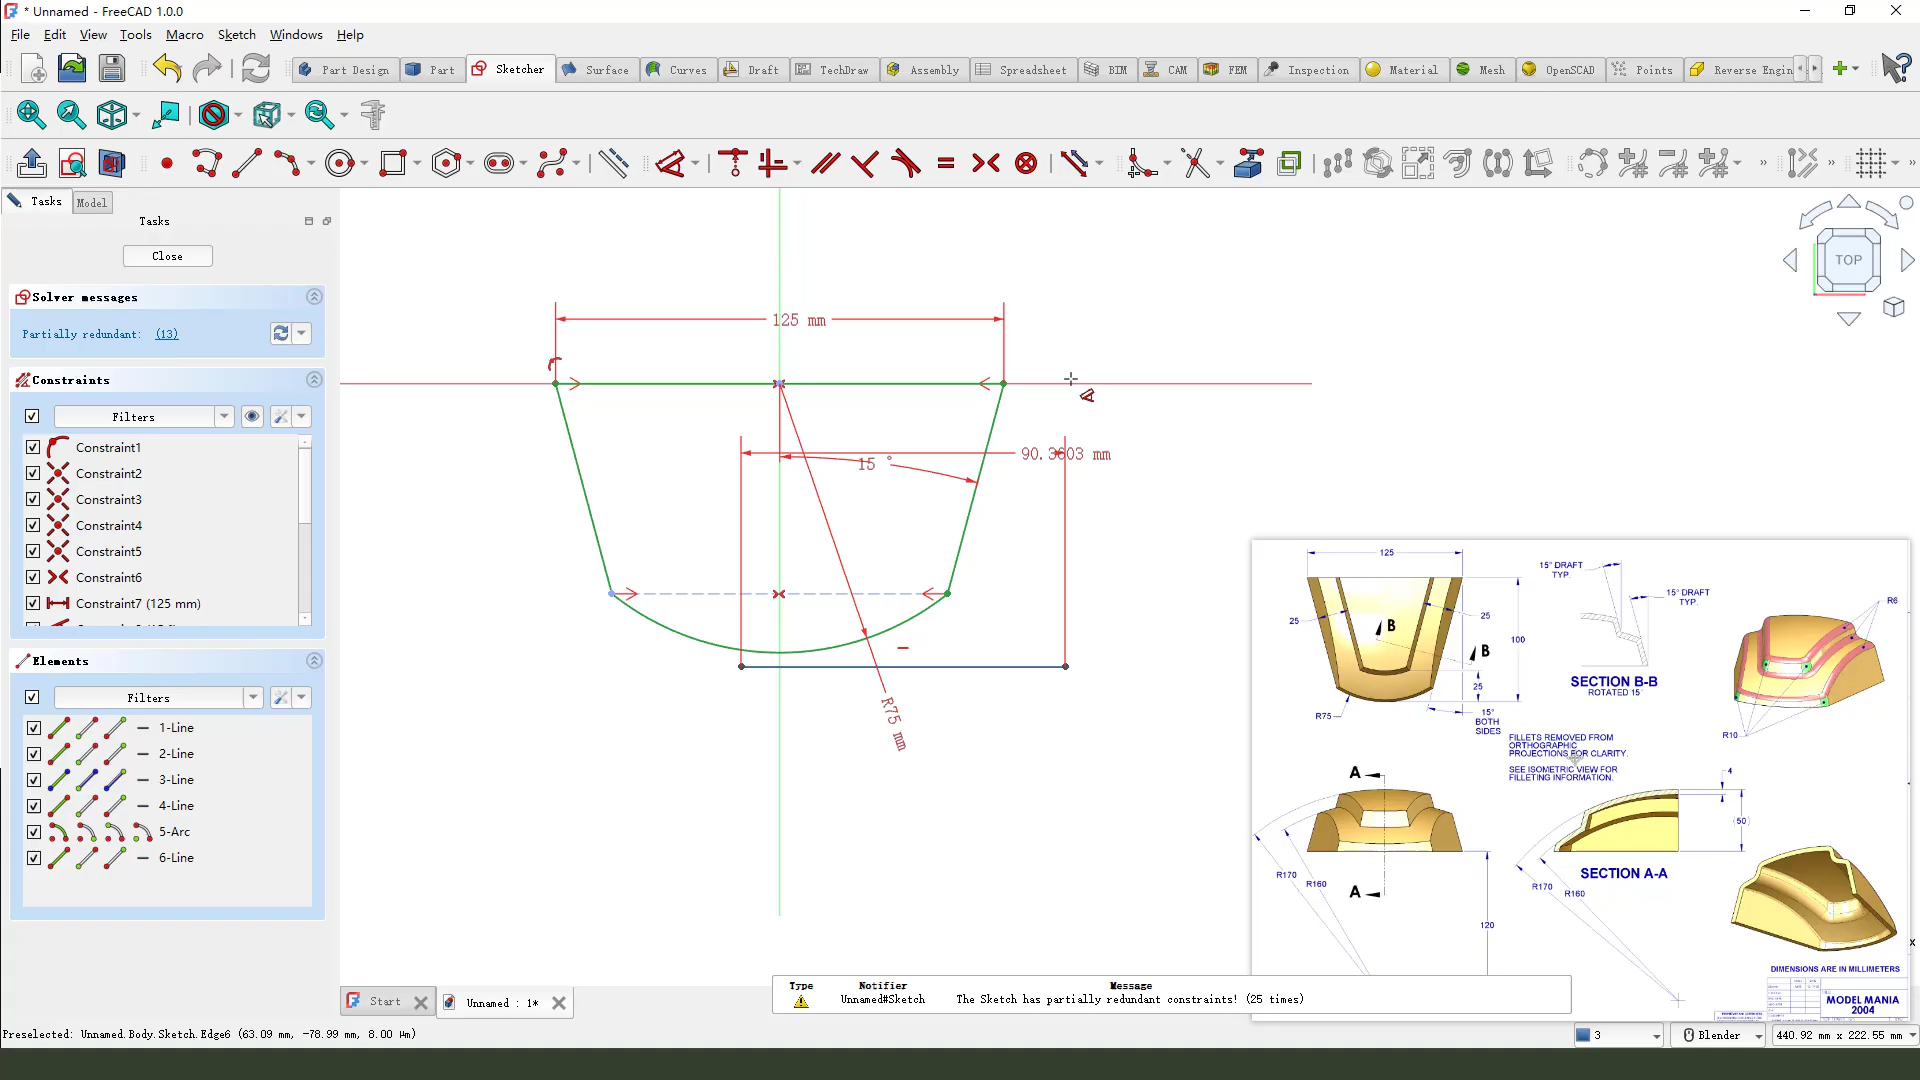 * Unnamed - FreeCAD 1.0.0
File Edit View Tools Macro Sketch Windows Help
Part Design Part Sketcher Surface Curves Draft TechDraw Assembly Spreadsheet BIM CAM FEM Inspection Material Mesh OpenSCAD Points Reverse Engin
Tasks Model
Tasks
Close
Solver messages
Partially redundant: (13)
Constraints
Filters
Constraint1
Constraint2
Constraint3
Constraint4
Constraint5
Constraint6
Constraint7 (125 mm)
Elements
Filters
1-Line
2-Line
3-Line
4-Line
5-Arc
6-Line
125 mm
15 °
90.3603 mm
R75 mm
TOP
125
25
B
25
B
100
25
R75
15°
BOTH
SIDES
15° DRAFT
TYP.
15° DRAFT
TYP.
SECTION B-B
ROTATED 15°
R6
R10
FILLETS REMOVED FROM
ORTHOGRAPHIC
PROJECTIONS FOR CLARITY.
SEE ISOMETRIC VIEW FOR
FILLETING INFORMATION.
A
R170
R160
A
120
4
(50)
SECTION A-A
R170
R160
DIMENSIONS ARE IN MILLIMETERS
MODEL MANIA
2004
Start
Unnamed : 1*
Type Notifier Message
Unnamed#Sketch The Sketch has partially redundant constraints! (25 times)
Preselected: Unnamed.Body.Sketch.Edge6 (63.09 mm, -78.99 mm, 8.00 µm)
3
Blender
440.92 mm x 222.55 mm